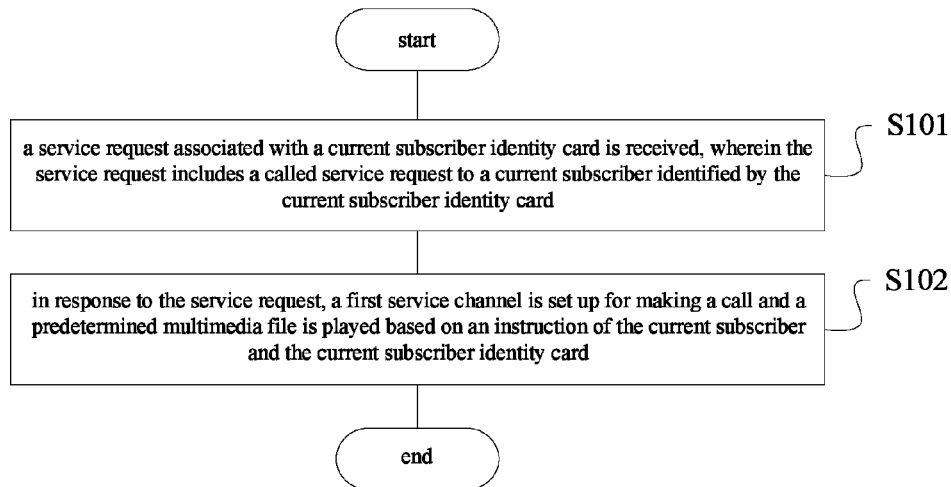 start
S101
a service request associated with a current subscriber identity card is received, wherein the
service request includes a called service request to a current subscriber identified by the
current subscriber identity card
S102
in response to the service request, a first service channel is set up for making a call and a
predetermined multimedia file is played based on an instruction of the current subscriber
and the current subscriber identity card
end